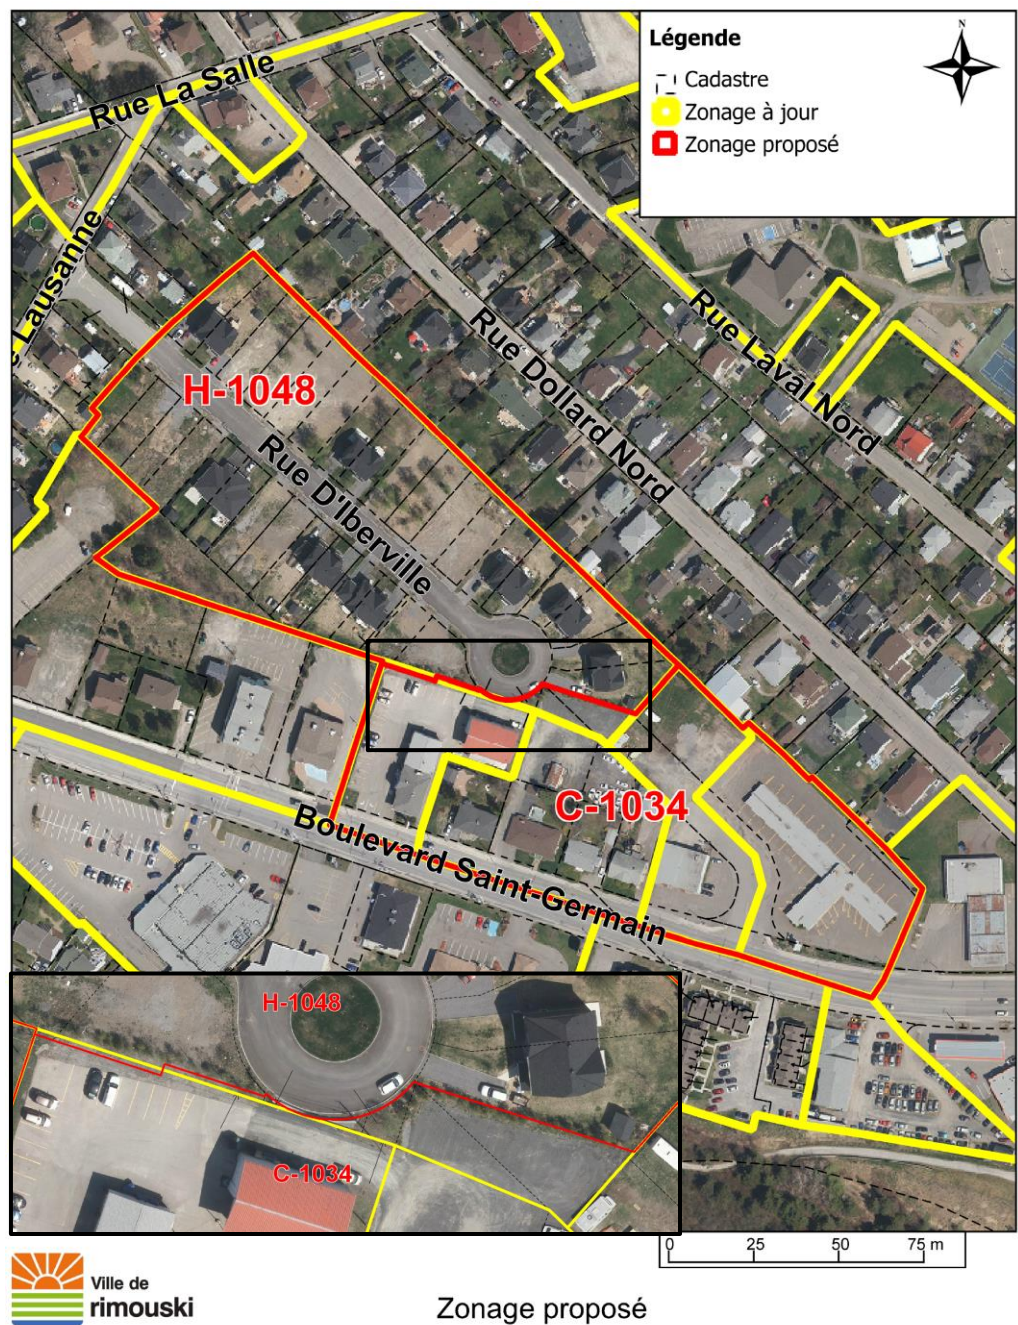 N
Légende
Cadastre
Zonage à jour
Zonage proposé
Rue La Salle
e Lausanne
H-1048
Rue D'Iberville
Rue Dollard Nord
Rue Laval Nord
C-1034
Boulevard Saint-Germain
H-1048
C-1034
0 25 50 75 m
Ville de
rimouski
Zonage proposé